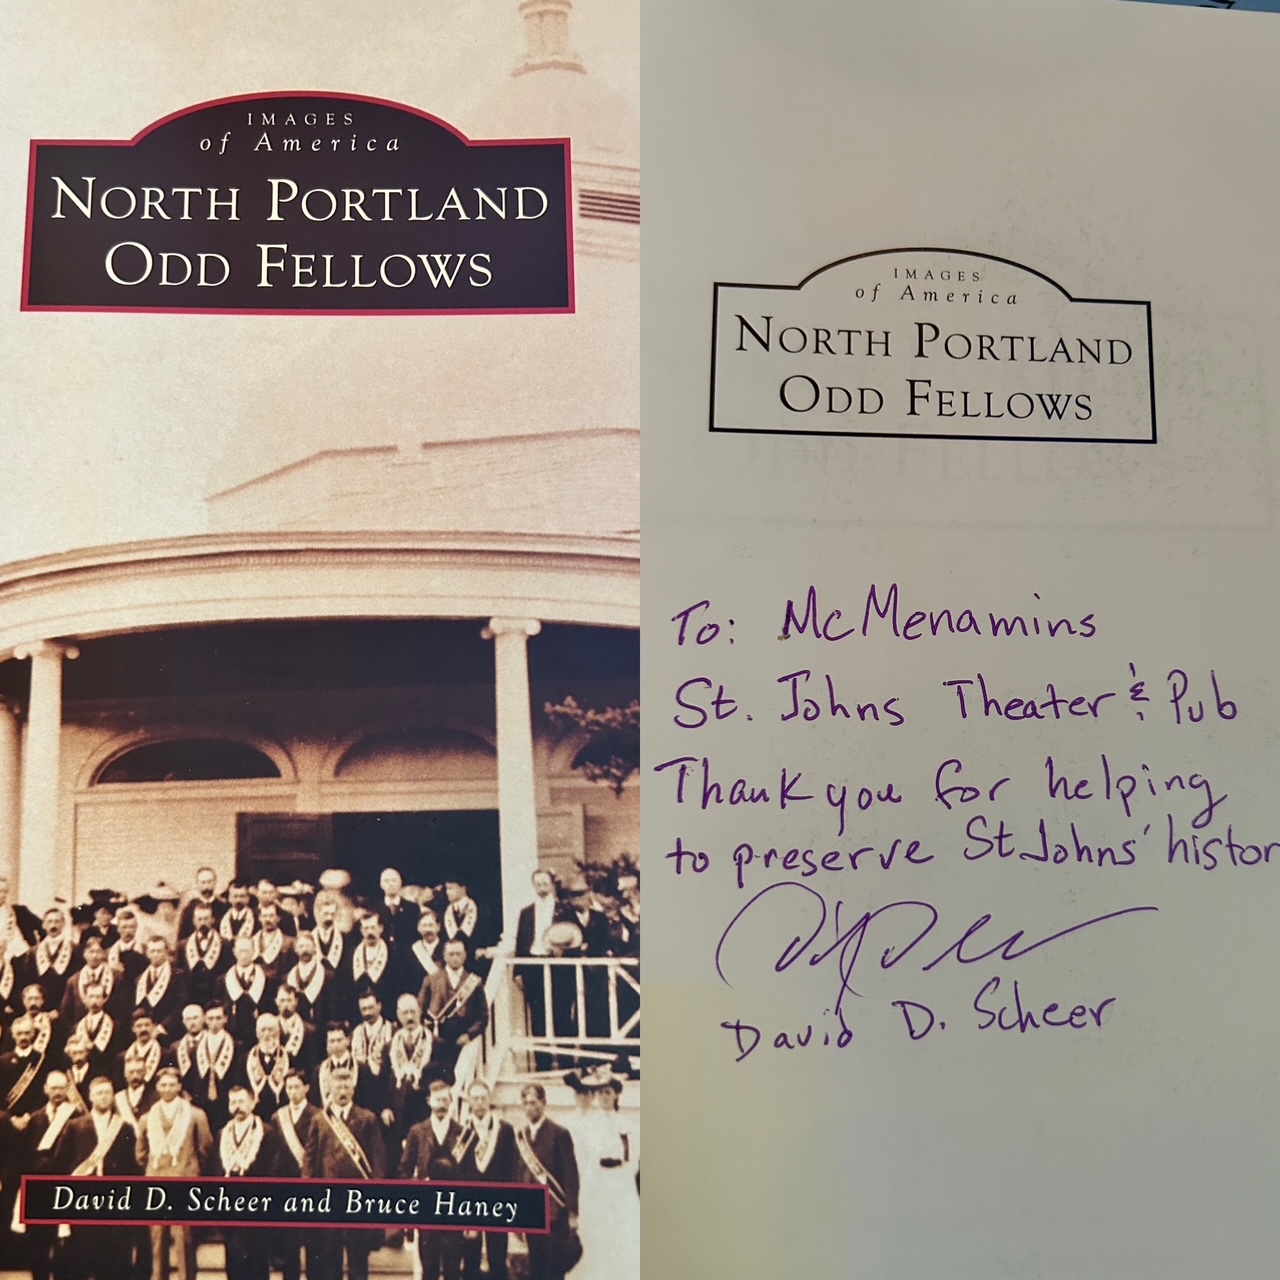 IMAGES
of America
NORTH PORTLAND
ODD FELLOWS
David D. Scheer and Bruce Haney
IMAGES
of America
NORTH PORTLAND
ODD FELLOWS
To: McMenamins
St. Johns Theater & Pub
Thank you for helping
to preserve St Johns' histor
David D. Scheer